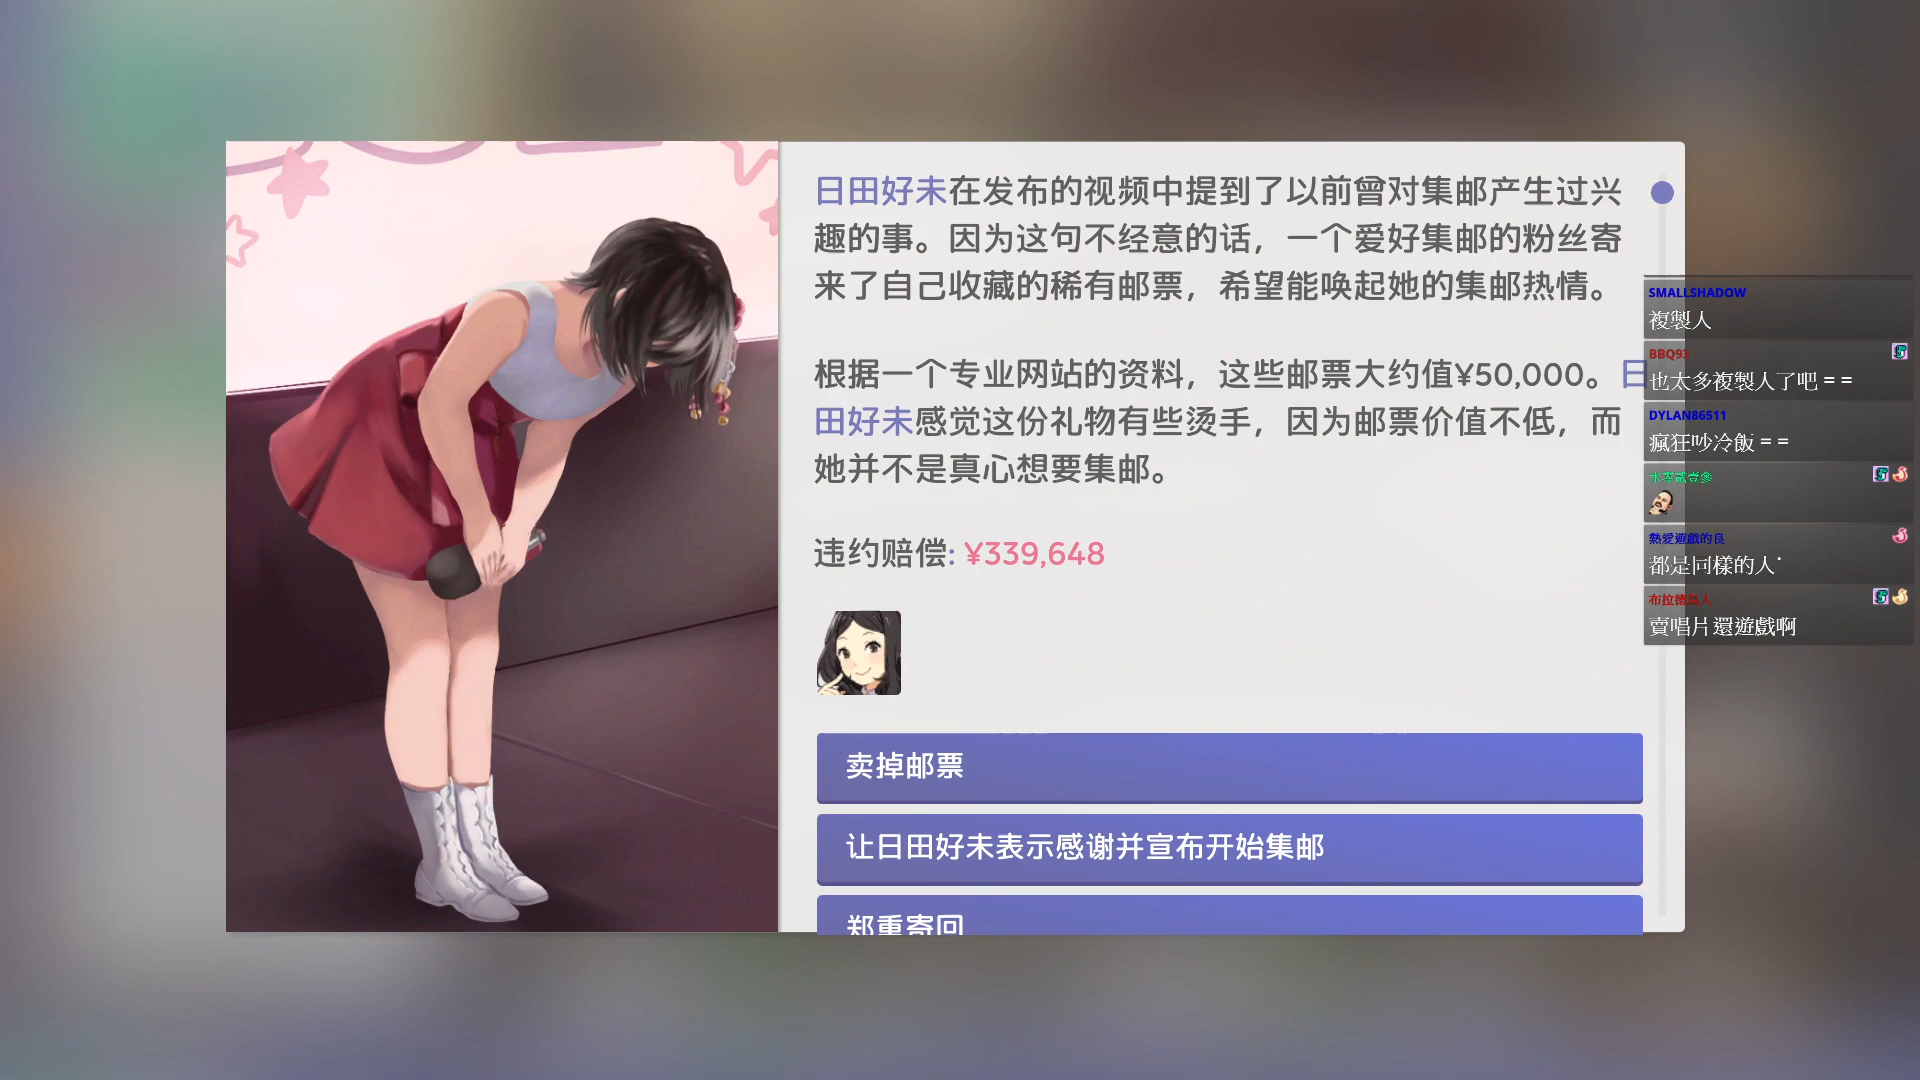 日田好未在发布的视频中提到了以前曾对集邮产生过兴
趣的事。因为这句不经意的话，一个爱好集邮的粉丝寄
来了自己收藏的稀有邮票，希望能唤起她的集邮热情。
根据一个专业网站的资料，这些邮票大约值¥50,000。日
田好未感觉这份礼物有些烫手，因为邮票价值不低，而
她并不是真心想要集邮。
违约赔偿: ¥339,648
卖掉邮票
让日田好未表示感谢并宣布开始集邮
郑重寄回
SMALLSHADOW
複製人
BBQ93
也太多複製人了吧 = =
DYLAN86511
瘋狂吵冷飯 = =
水零貳壹參
熱愛遊戲的良
都是同樣的人˙
賣唱片還遊戲啊